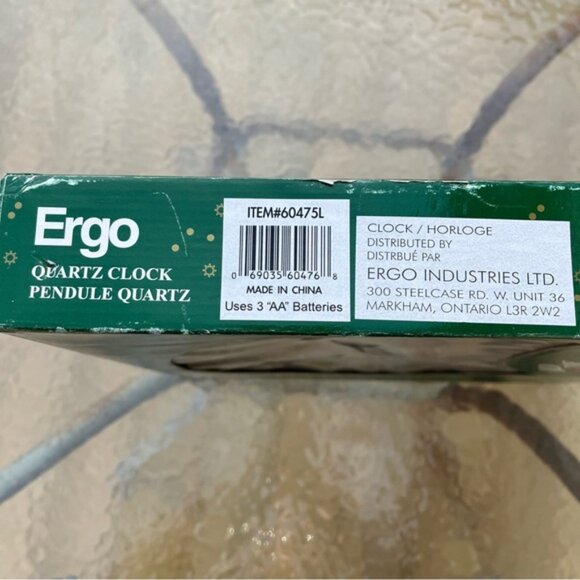 Ergo
QUARTZ CLOCK
PENDULE QUARTZ
ITEM#60475L
0 69035 60476 8
MADE IN CHINA
Uses 3 "AA" Batteries
CLOCK / HORLOGE
DISTRIBUTED BY
DISTRBUÉ PAR
ERGO INDUSTRIES LTD.
300 STEELCASE RD. W. UNIT 36
MARKHAM, ONTARIO L3R 2W2